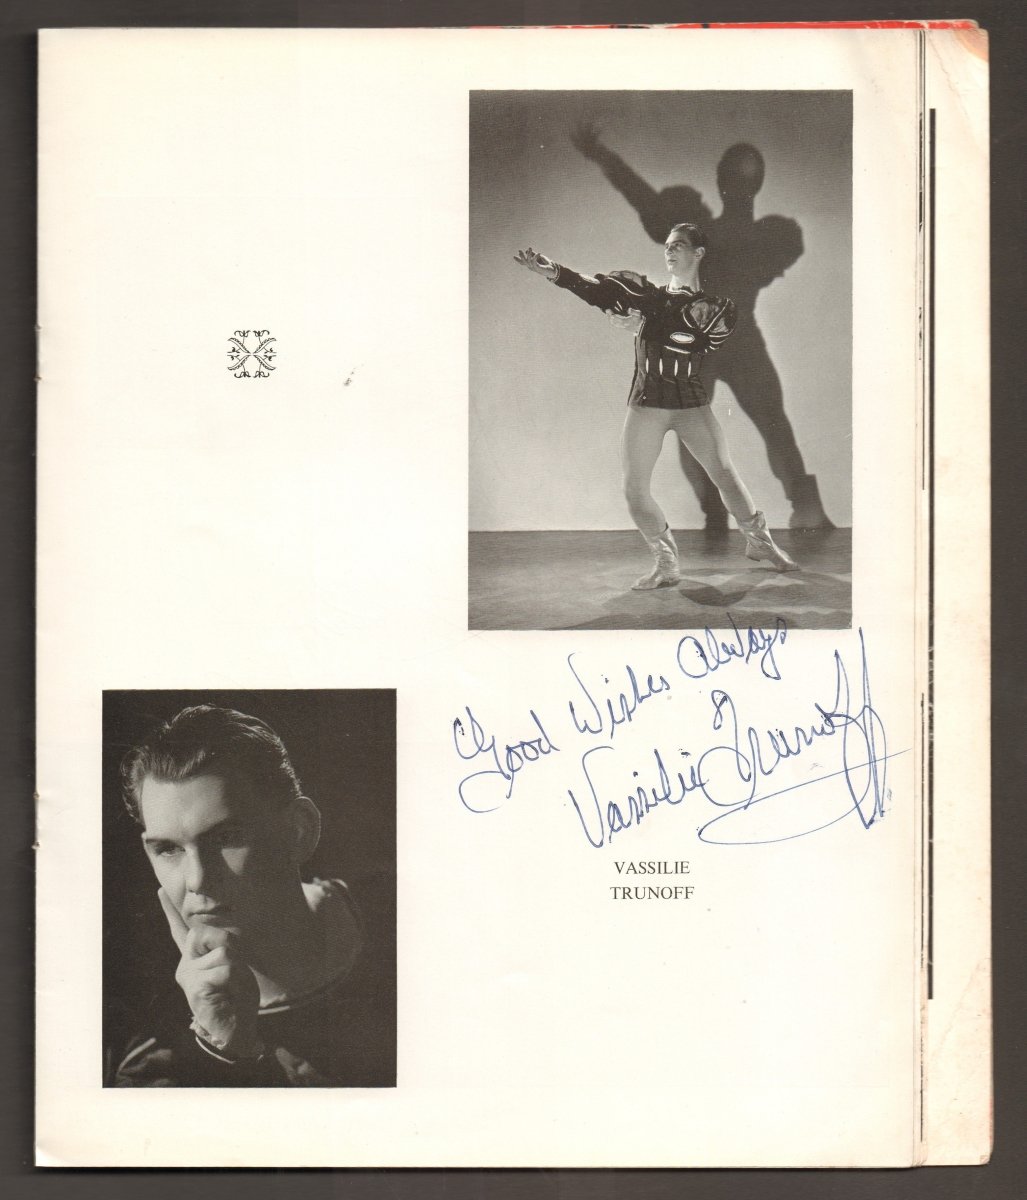 Good Wishes Always
Vassilie Trunoff
VASSILIE
TRUNOFF